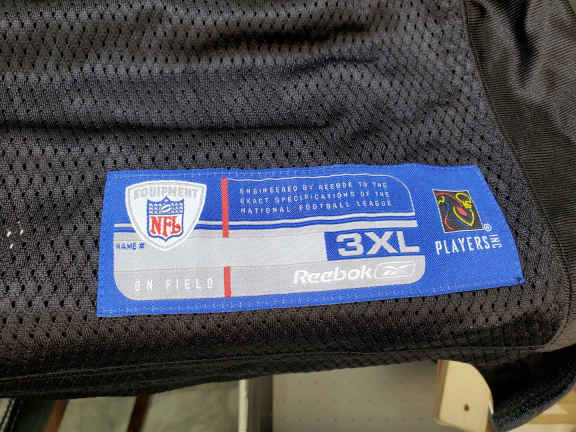 EQUIPMENT
NFL
NAME #
ON FIELD
ENGINEERED BY REEBOK TO THE
EXACT SPECIFICATIONS OF THE
NATIONAL FOOTBALL LEAGUE
3XL
Reebok
PLAYERS INC
®